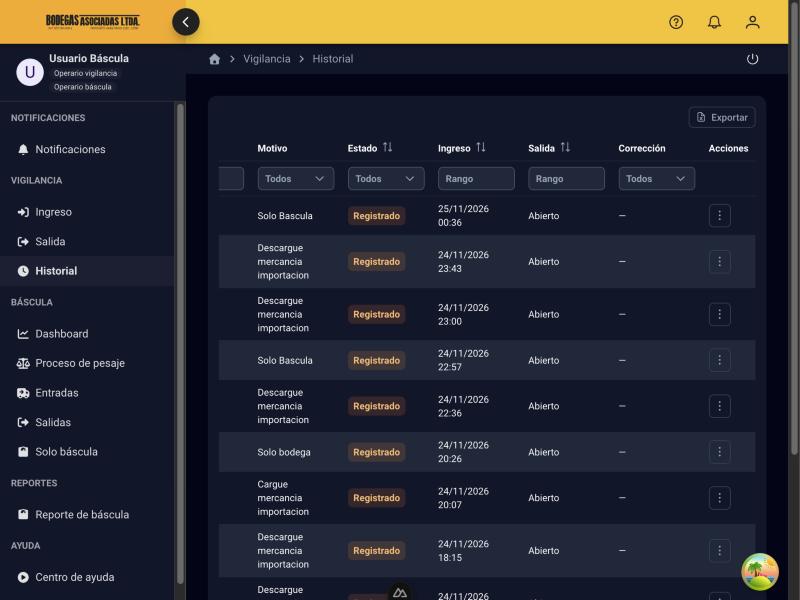 BODEGAS ASOCIADAS LTDA.
Usuario Báscula
U
Operario vigilancia
Operario báscula
Vigilancia
Historial
NOTIFICACIONES
Notificaciones
VIGILANCIA
Ingreso
Salida
Historial
BÁSCULA
Dashboard
Proceso de pesaje
Entradas
Salidas
Solo báscula
REPORTES
Reporte de báscula
AYUDA
Centro de ayuda
Exportar
Motivo Estado Ingreso Salida Corrección Acciones
Todos Todos Rango Rango Todos
Solo Bascula Registrado 25/11/2026 00:36 Abierto –
Descargue mercancia importacion Registrado 24/11/2026 23:43 Abierto –
Descargue mercancia importacion Registrado 24/11/2026 23:00 Abierto –
Solo Bascula Registrado 24/11/2026 22:57 Abierto –
Descargue mercancia importacion Registrado 24/11/2026 22:36 Abierto –
Solo bodega Registrado 24/11/2026 20:26 Abierto –
Cargue mercancia importacion Registrado 24/11/2026 20:07 Abierto –
Descargue mercancia importacion Registrado 24/11/2026 18:15 Abierto –
Descargue 24/11/2026